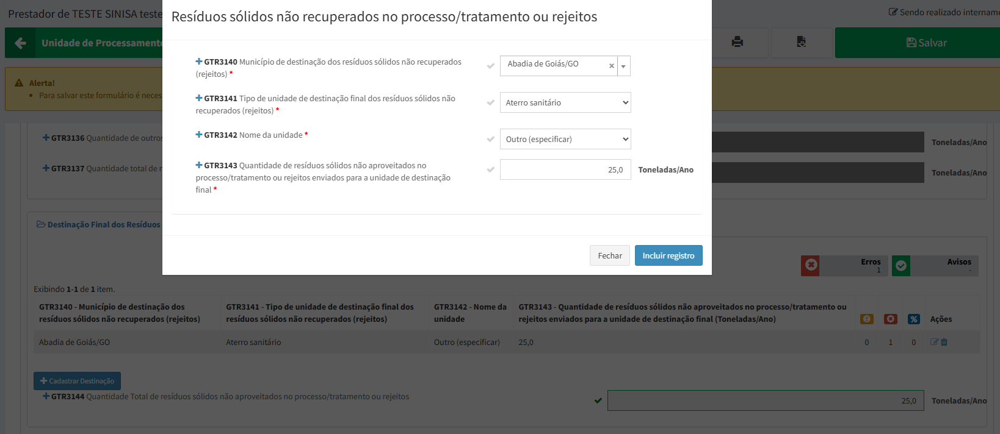 Resíduos sólidos não recuperados no processo/tratamento ou rejeitos
Prestador de TESTE SINISA teste
Sendo realizado intername
Unidade de Processamento
Salvar
Alerta!
Para salvar este formulário é neces
GTR3140 Município de destinação dos resíduos sólidos não recuperados
(rejeitos) *
Abadia de Goiás/GO
GTR3141 Tipo de unidade de destinação final dos resíduos sólidos não
recuperados (rejeitos) *
Aterro sanitário
GTR3142 Nome da unidade *
Outro (especificar)
GTR3143 Quantidade de resíduos sólidos não aproveitados no
processo/tratamento ou rejeitos enviados para a unidade de destinação
final *
25,0 Toneladas/Ano
Fechar
Incluir registro
GTR3136 Quantidade de outros
Toneladas/Ano
GTR3137 Quantidade total de r
Toneladas/Ano
Destinação Final dos Resíduos
Erros
1
Avisos
-
Exibindo 1-1 de 1 item.
GTR3140 - Município de destinação dos
resíduos sólidos não recuperados (rejeitos)
GTR3141 - Tipo de unidade de destinação final dos
resíduos sólidos não recuperados (rejeitos)
GTR3142 - Nome da
unidade
GTR3143 - Quantidade de resíduos sólidos não aproveitados no processo/tratamento ou
rejeitos enviados para a unidade de destinação final (Toneladas/Ano)
Ações
Abadia de Goiás/GO
Aterro sanitário
Outro (especificar)
25,0
0
1
0
Cadastrar Destinação
GTR3144 Quantidade Total de resíduos sólidos não aproveitados no processo/tratamento ou rejeitos
25,0 Toneladas/Ano